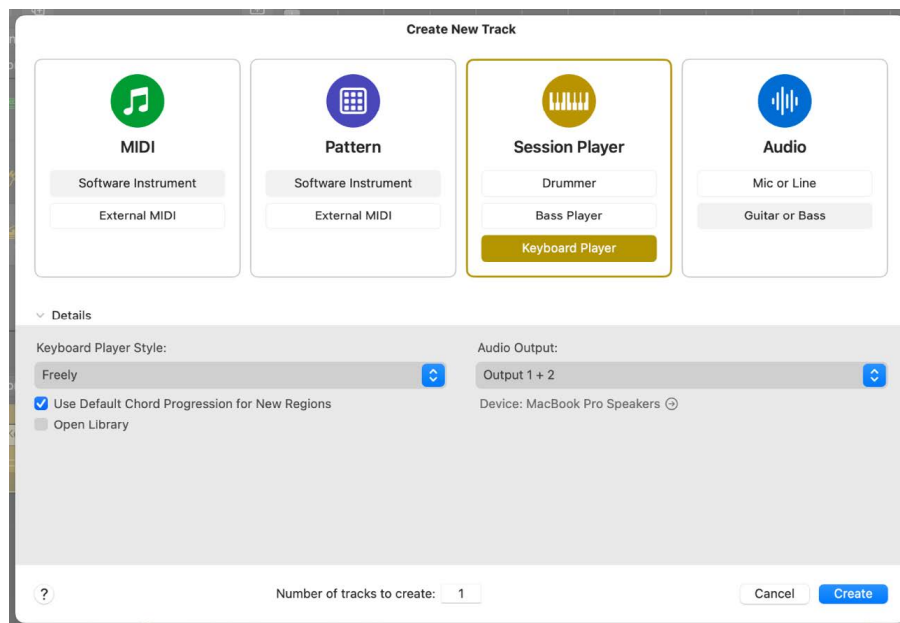 Create New Track
MIDI
Software Instrument
External MIDI
Pattern
Software Instrument
External MIDI
Session Player
Drummer
Bass Player
Keyboard Player
Audio
Mic or Line
Guitar or Bass
Details
Keyboard Player Style:
Freely
Use Default Chord Progression for New Regions
Open Library
Audio Output:
Output 1 + 2
Device: MacBook Pro Speakers
?
Number of tracks to create: 1
Cancel
Create